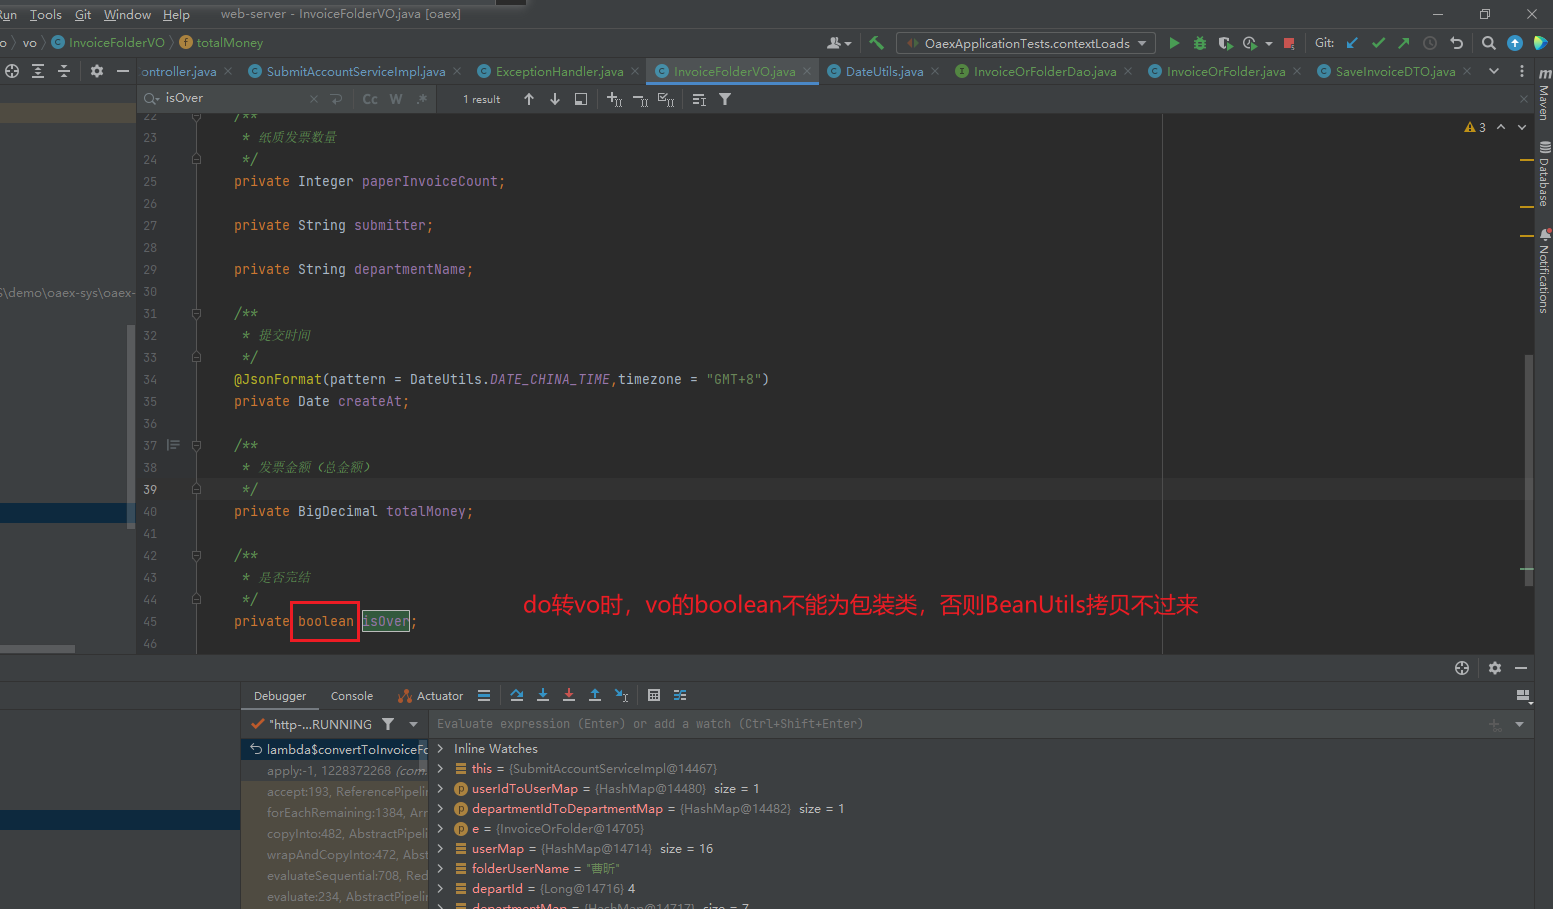 Run Tools Git Window Help web-server - InvoiceFolderVO.java [oaex]
vo InvoiceFolderVO totalMoney OaexApplicationTests.contextLoads Git:
ontroller.java SubmitAccountServiceImpl.java ExceptionHandler.java InvoiceFolderVO.java DateUtils.java InvoiceOrFolderDao.java InvoiceOrFolder.java SaveInvoiceDTO.java
isOver Cc W .* 1 result
22 /**
23 * 纸质发票数量
24 */
25 private Integer paperInvoiceCount;
26
27 private String submitter;
28
29 private String departmentName;
30
31 /**
32 * 提交时间
33 */
34 @JsonFormat(pattern = DateUtils.DATE_CHINA_TIME,timezone = "GMT+8")
35 private Date createAt;
36
37 /**
38 * 发票金额（总金额）
39 */
40 private BigDecimal totalMoney;
41
42 /**
43 * 是否完结
44 */
45 private boolean isOver;
46
do转vo时，vo的boolean不能为包装类，否则BeanUtils拷贝不过来
3
\demo\oaex-sys\oaex-
Maven
Database
Notifications
Debugger Console Actuator
"http-...RUNNING
Evaluate expression (Enter) or add a watch (Ctrl+Shift+Enter)
lambda$convertToInvoiceFo
apply:-1, 1228372268 (com.
accept:193, ReferencePipelin
forEachRemaining:1384, Arr
copyInto:482, AbstractPipeli
wrapAndCopyInto:472, Abst
evaluateSequential:708, Red
evaluate:234, AbstractPipelin
Inline Watches
this = {SubmitAccountServiceImpl@14467}
userIdToUserMap = {HashMap@14480} size = 1
departmentIdToDepartmentMap = {HashMap@14482} size = 1
e = {InvoiceOrFolder@14705}
userMap = {HashMap@14714} size = 16
folderUserName = "曹昕"
departId = {Long@14716} 4
departmentMap = {HashMap@14717} size = 7